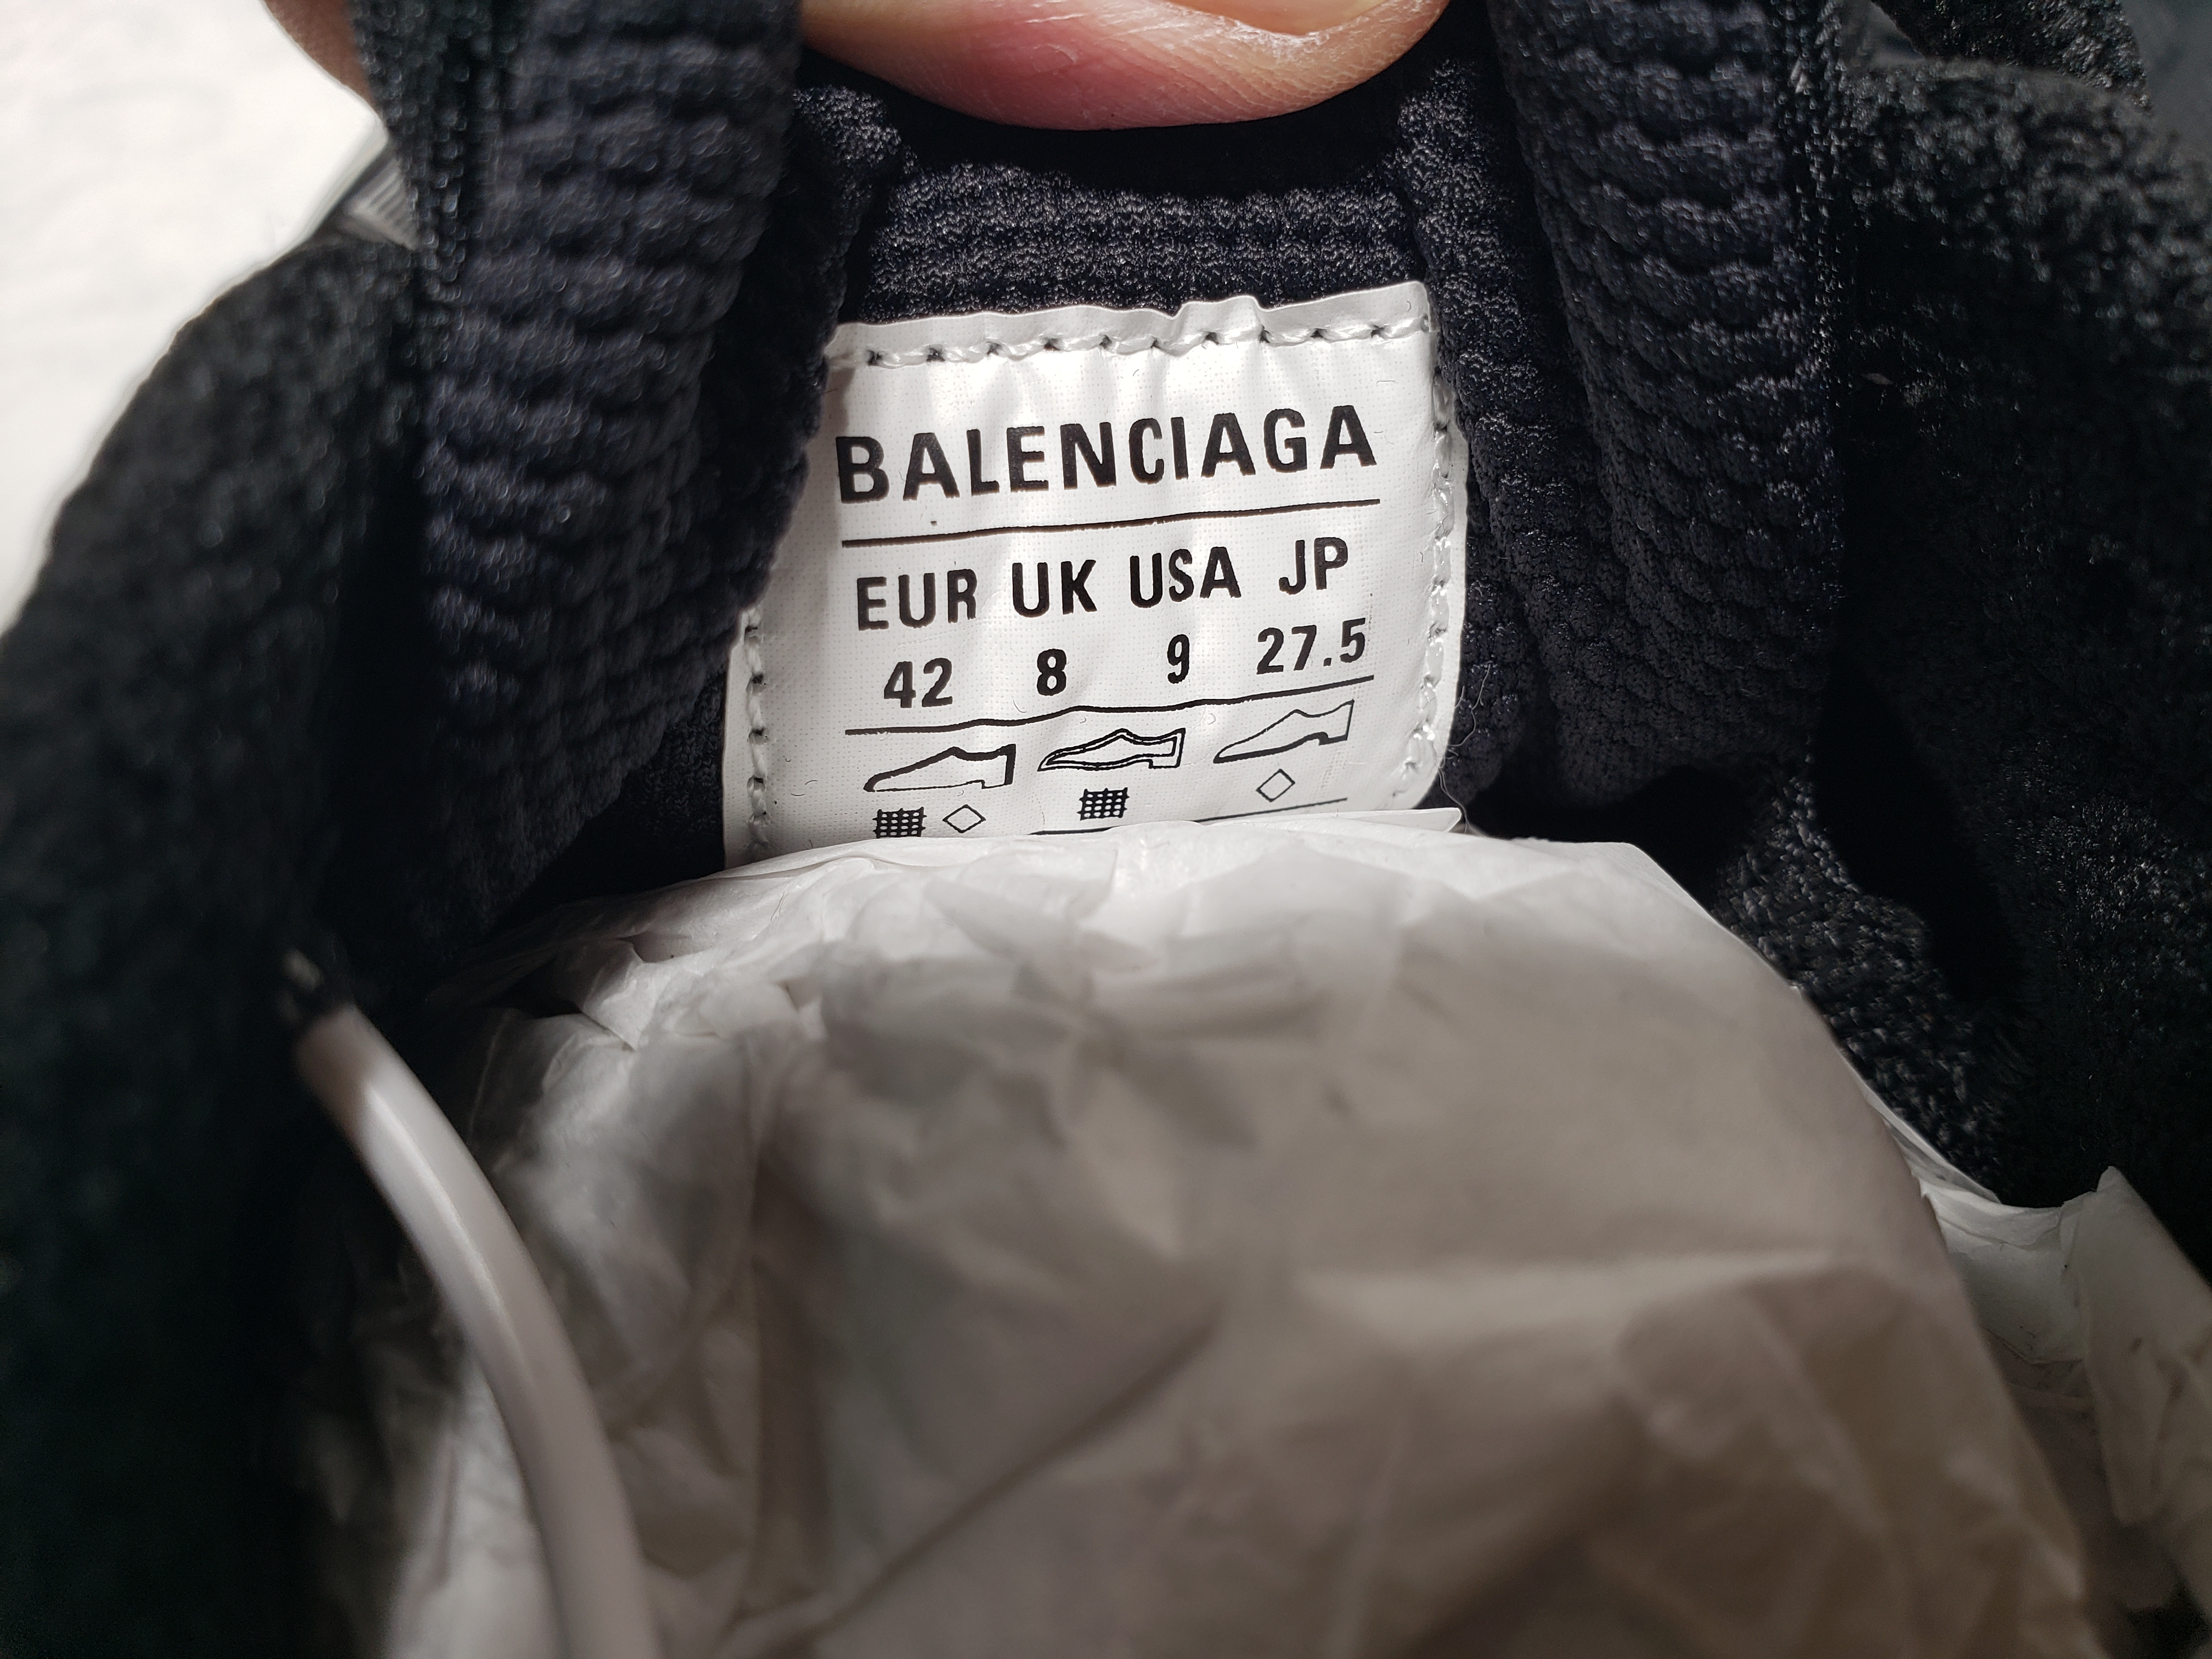 BALENCIAGA
EUR UK USA JP
42 8 9 27.5